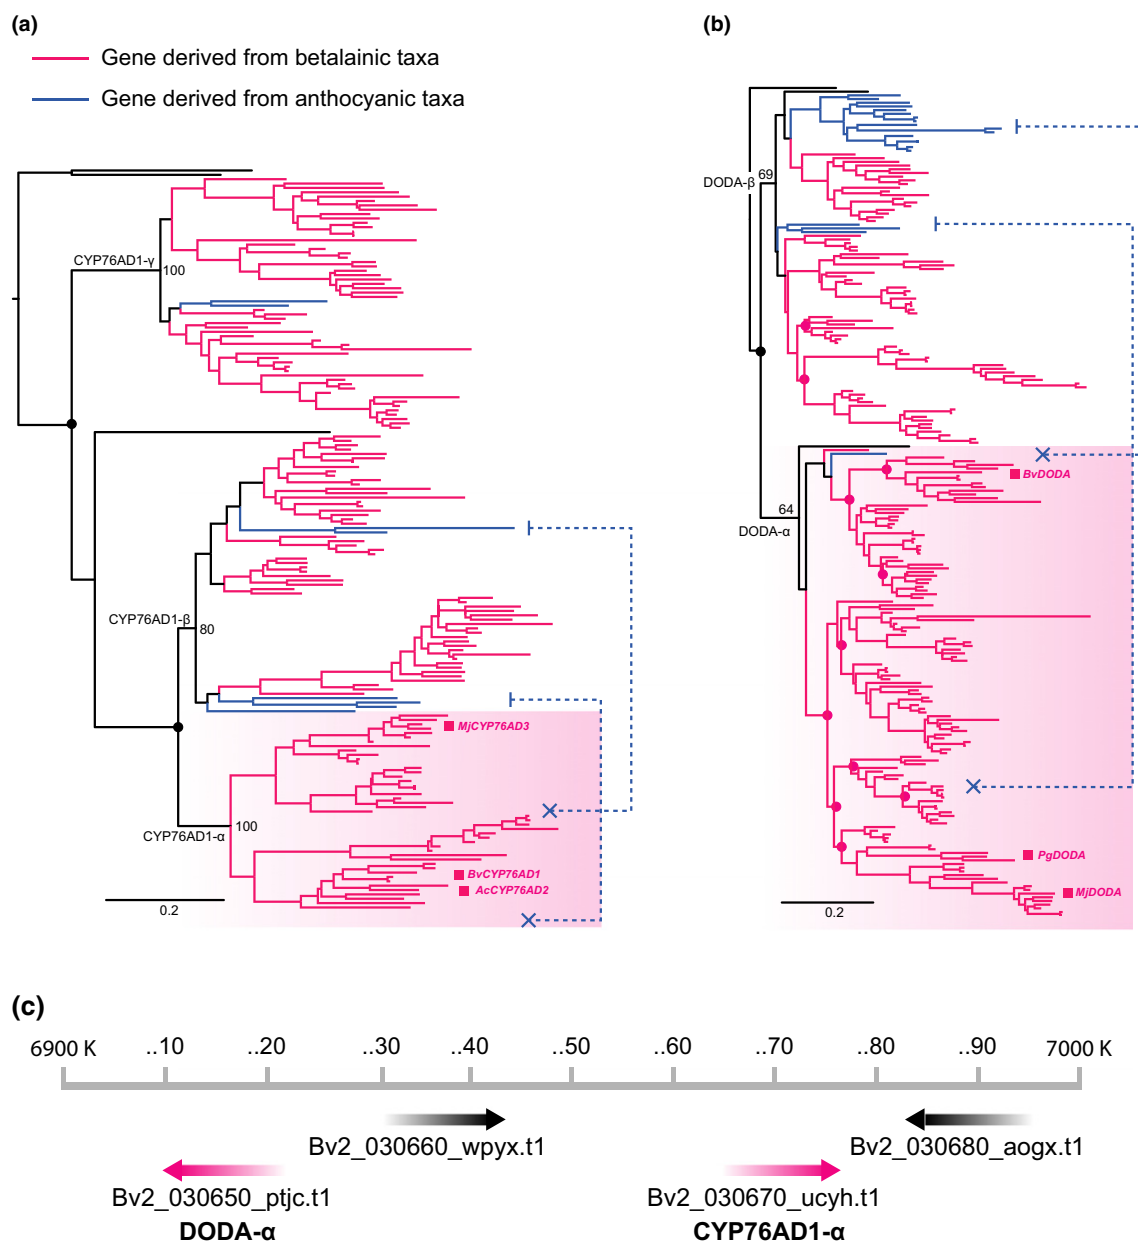 (a)
Gene derived from betalainic taxa
Gene derived from anthocyanic taxa
CYP76AD1-γ
100
CYP76AD1-β
80
MjCYP76AD3
CYP76AD1-α
100
BvCYP76AD1
AcCYP76AD2
0.2
(b)
DODA-β
69
BvDODA
64
DODA-α
PgDODA
MjDODA
0.2
(c)
6900 K ..10 ..20 ..30 ..40 ..50 ..60 ..70 ..80 ..90 7000 K
Bv2_030660_wpyx.t1
Bv2_030680_aogx.t1
Bv2_030650_ptjc.t1
Bv2_030670_ucyh.t1
DODA-α
CYP76AD1-α